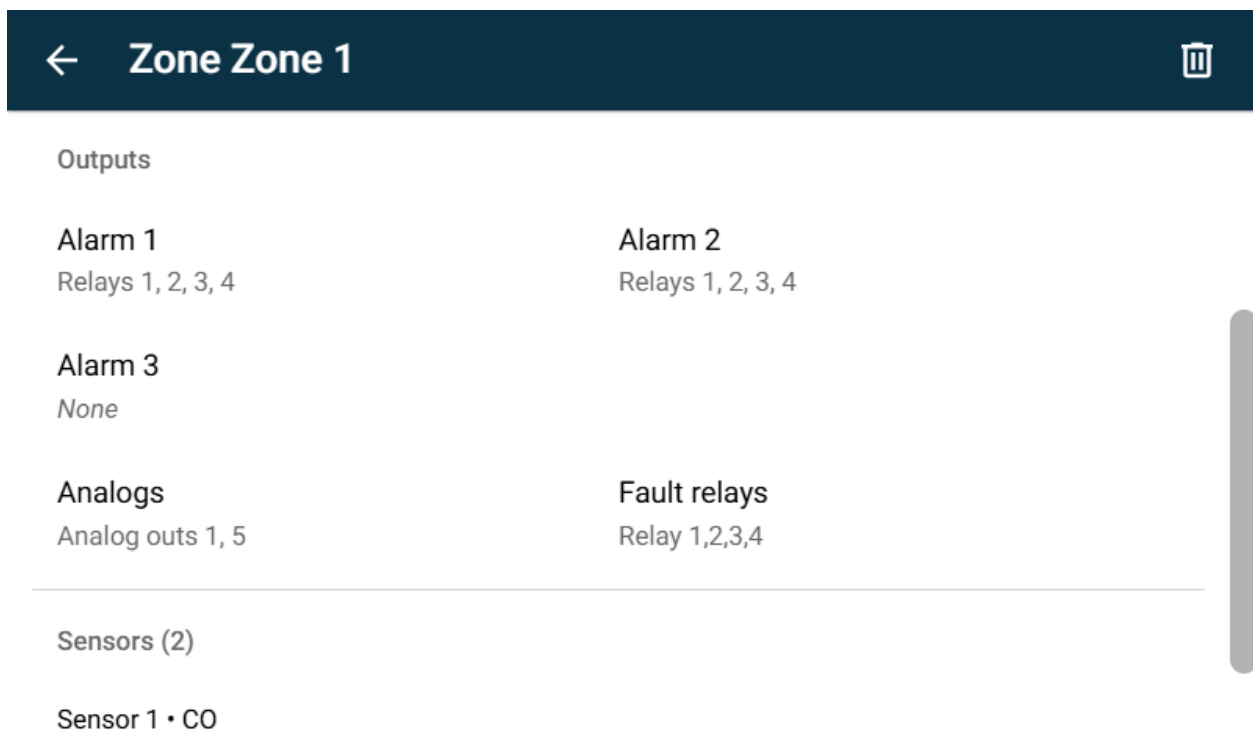 Zone Zone 1
Outputs
Alarm 1
Relays 1, 2, 3, 4
Alarm 2
Relays 1, 2, 3, 4
Alarm 3
None
Analogs
Analog outs 1, 5
Fault relays
Relay 1,2,3,4
Sensors (2)
Sensor 1 • CO